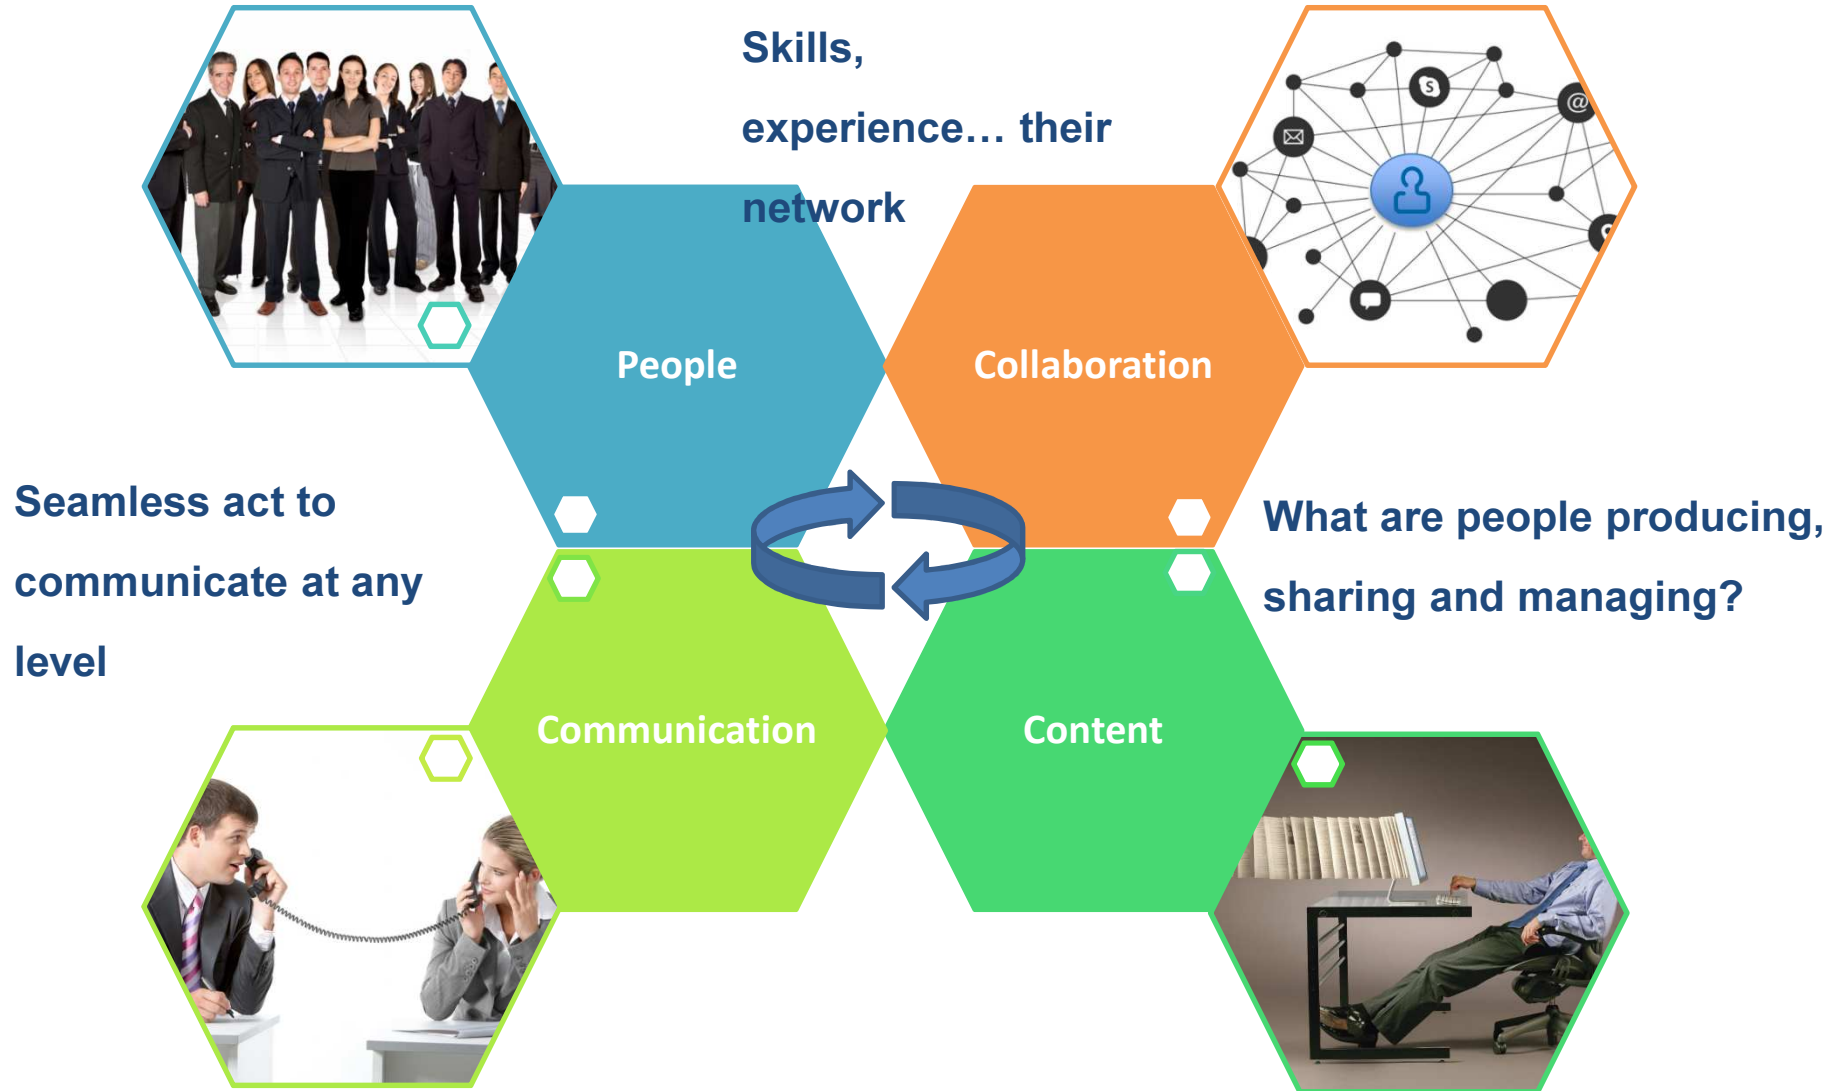 Skills,
experience… their
network
People
Collaboration
Seamless act to
communicate at any
level
What are people producing,
sharing and managing?
Communication
Content